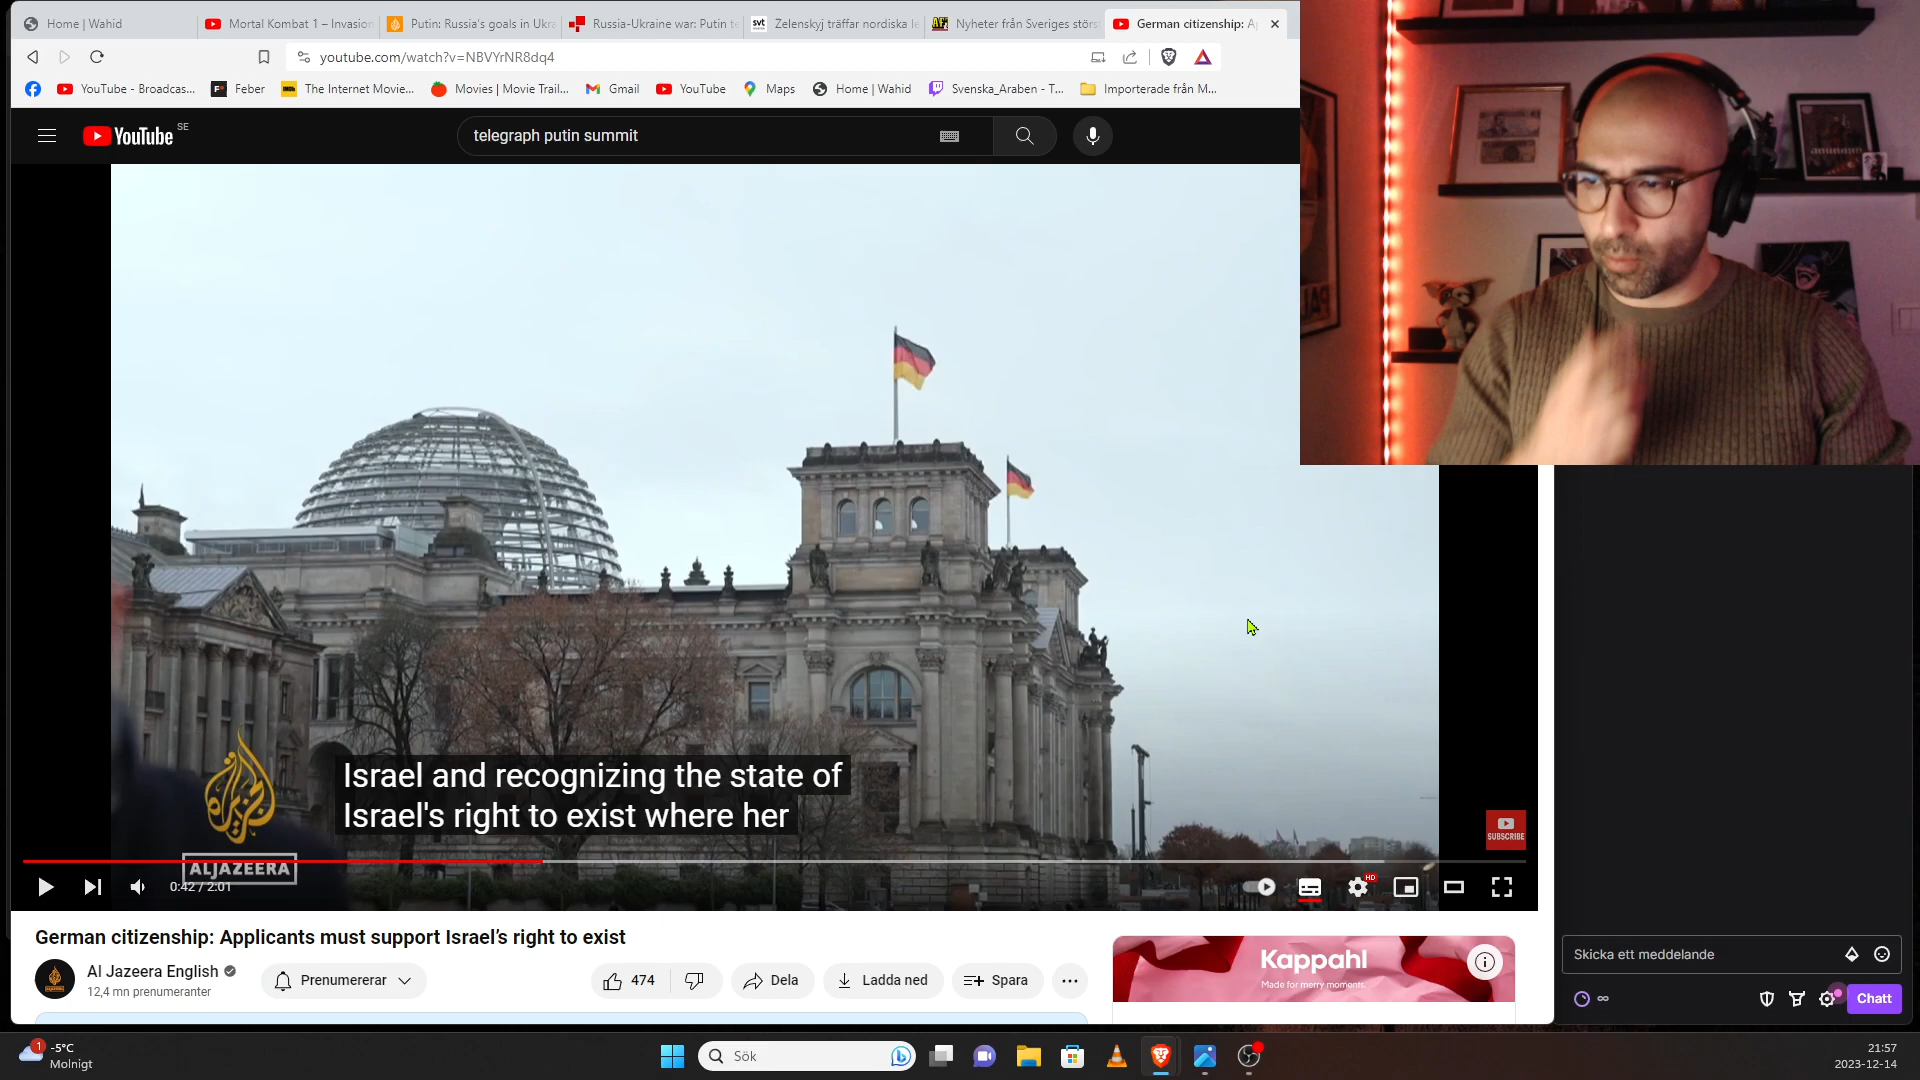 Home | Wahid
Mortal Kombat 1 – Invasion
Putin: Russia's goals in Ukra
Russia-Ukraine war: Putin te
svt
Zelenskyj träffar nordiska le
Nyheter från Sveriges störs
German citizenship: A
youtube.com/watch?v=NBVYrNR8dq4
YouTube - Broadcas...
Feber
The Internet Movie...
Movies | Movie Trail...
Gmail
YouTube
Maps
Home | Wahid
Svenska_Araben - T...
Importerade från M...
YouTube SE
telegraph putin summit
Israel and recognizing the state of
Israel's right to exist where her
SUBSCRIBE
ALJAZEERA
0:42 / 2:01
HD
German citizenship: Applicants must support Israel's right to exist
Al Jazeera English
12,4 mn prenumeranter
Prenumererar
474
Dela
Ladda ned
Spara
Kappahl
Made for merry moments.
Skicka ett meddelande
∞
Chatt
1
-5°C
Molnigt
Sök
21:57
2023-12-14